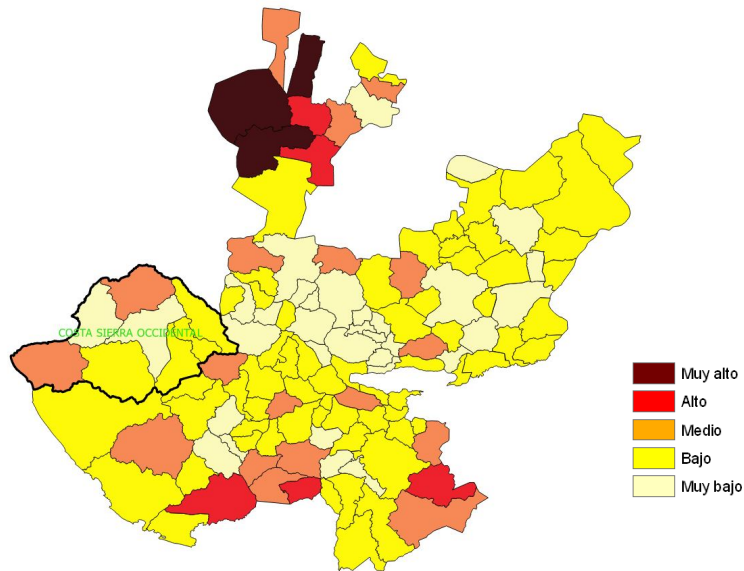 COSTA SIERRA OCCIDENTAL
Muy alto
Alto
Medio
Bajo
Muy bajo